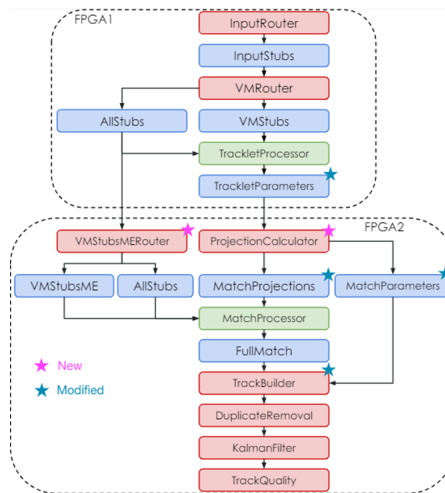 FPGA1
InputRouter
InputStubs
VMRouter
AllStubs
VMStubs
TrackletProcessor
TrackletParameters
FPGA2
VMStubsMERouter
ProjectionCalculator
VMStubsME
AllStubs
MatchProjections
MatchParameters
MatchProcessor
FullMatch
New
TrackBuilder
Modified
DuplicateRemoval
KalmanFilter
TrackQuality